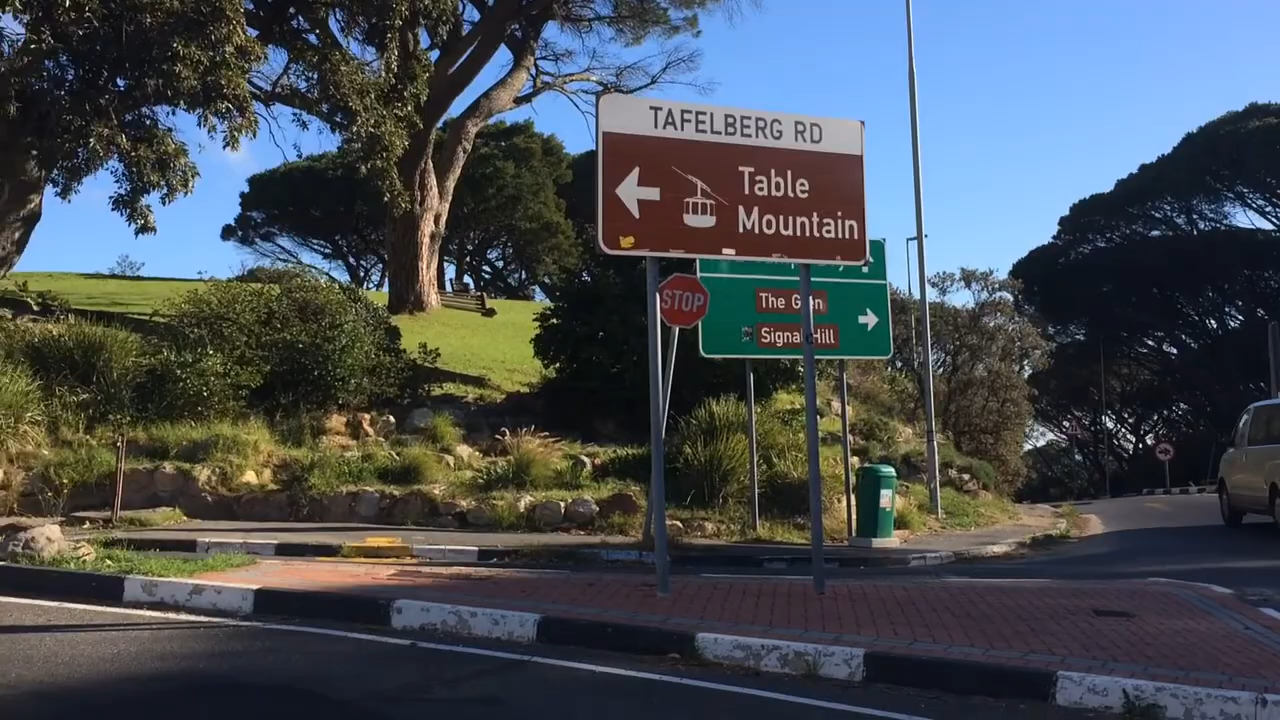 TAFELBERG RD
Table
Mountain
STOP
The Glen
Signal Hill